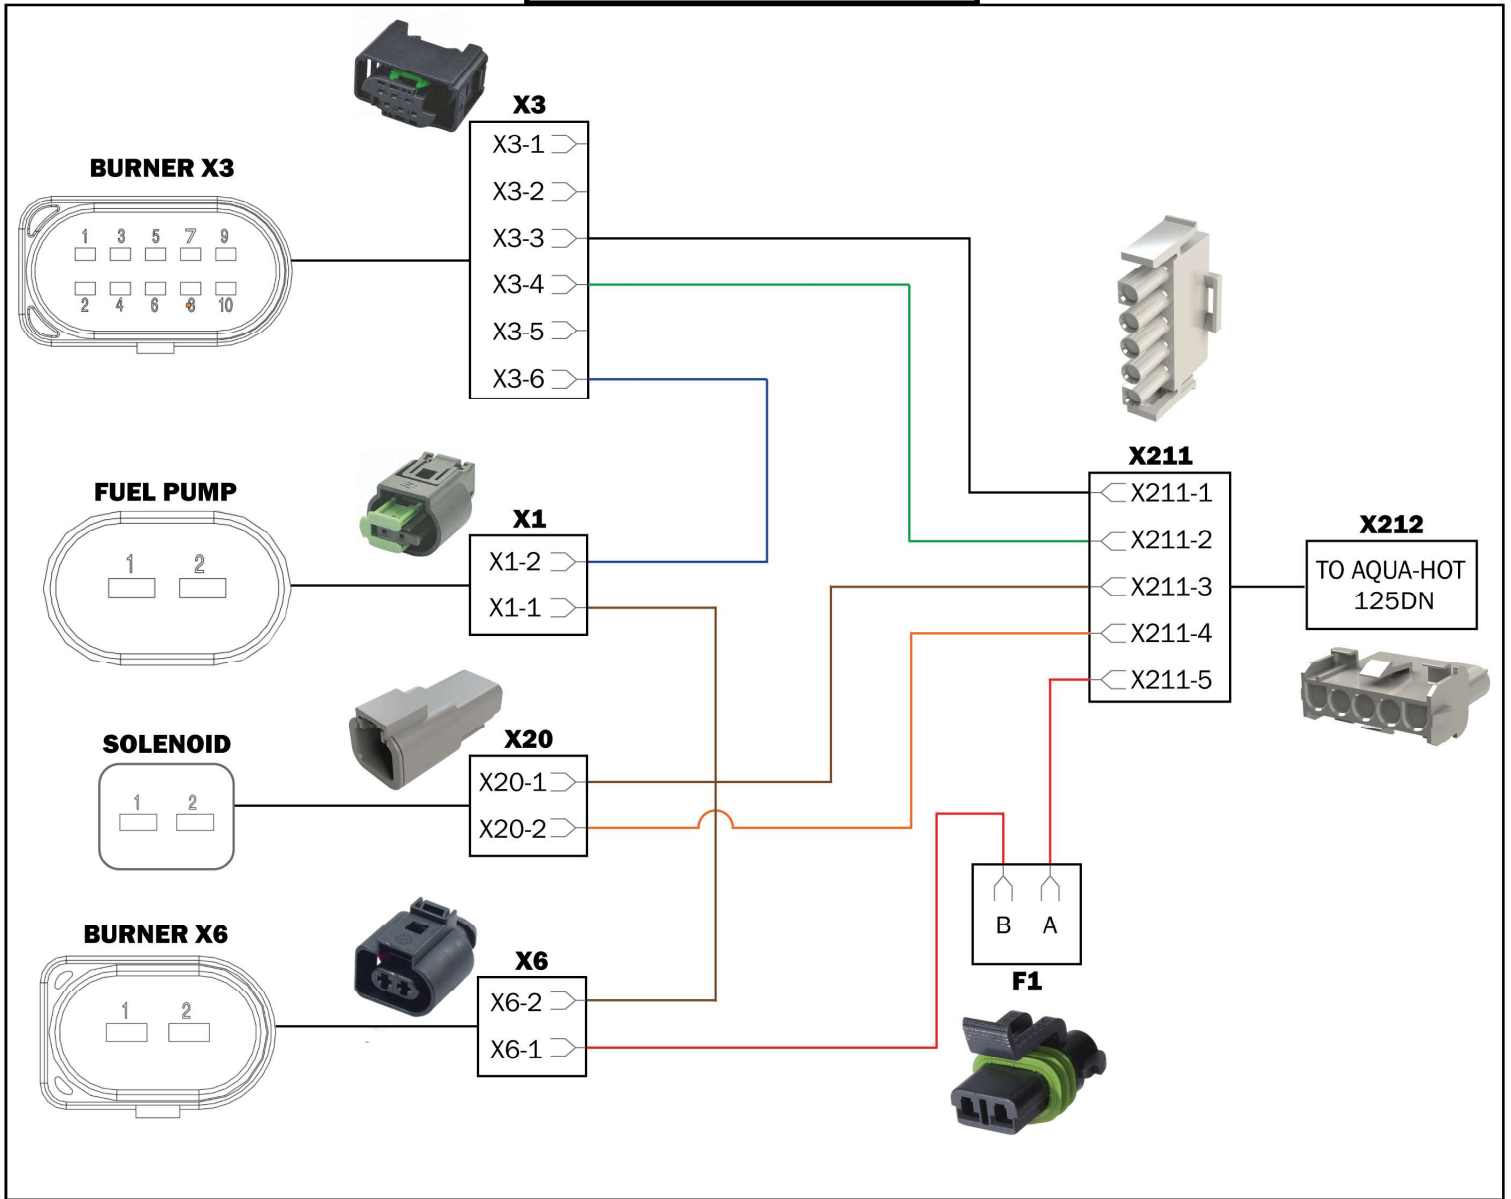 X3
X3-1
X3-2
X3-3
X3-4
X3-5
X3-6
BURNER X3
1 3 5 7 9
2 4 6 8 10
FUEL PUMP
1 2
X1
X1-2
X1-1
SOLENOID
1 2
X20
X20-1
X20-2
BURNER X6
1 2
X6
X6-2
X6-1
X211
X211-1
X211-2
X211-3
X211-4
X211-5
X212
TO AQUA-HOT
125DN
B A
F1